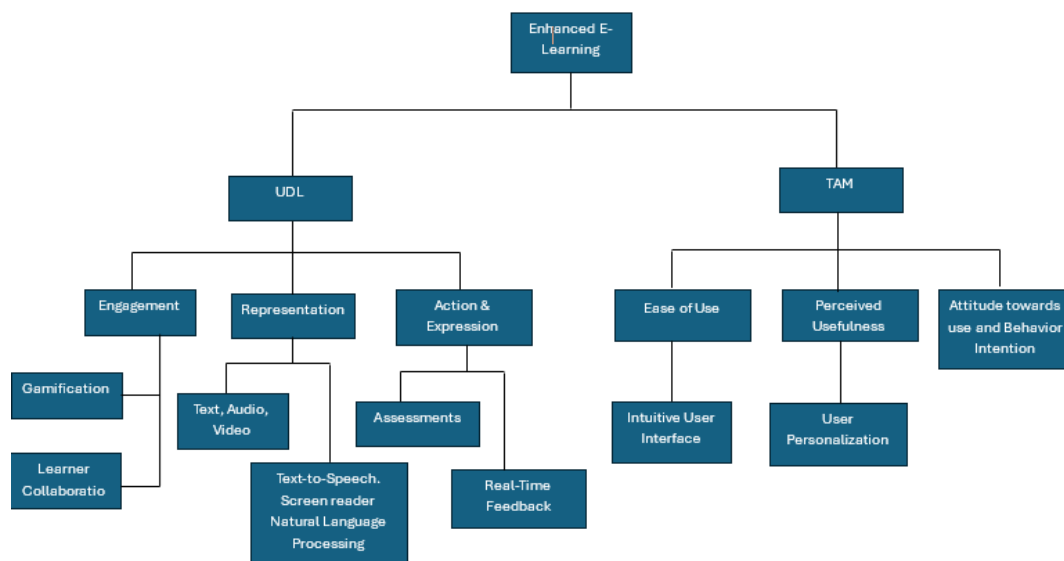 Enhanced E-
Learning
UDL
TAM
Engagement
Representation
Action &
Expression
Ease of Use
Perceived
Usefulness
Attitude towards
use and Behavior
Intention
Gamification
Learner
Collaboratio
Text, Audio,
Video
Text-to-Speech.
Screen reader
Natural Language
Processing
Assessments
Real-Time
Feedback
Intuitive User
Interface
User
Personalization